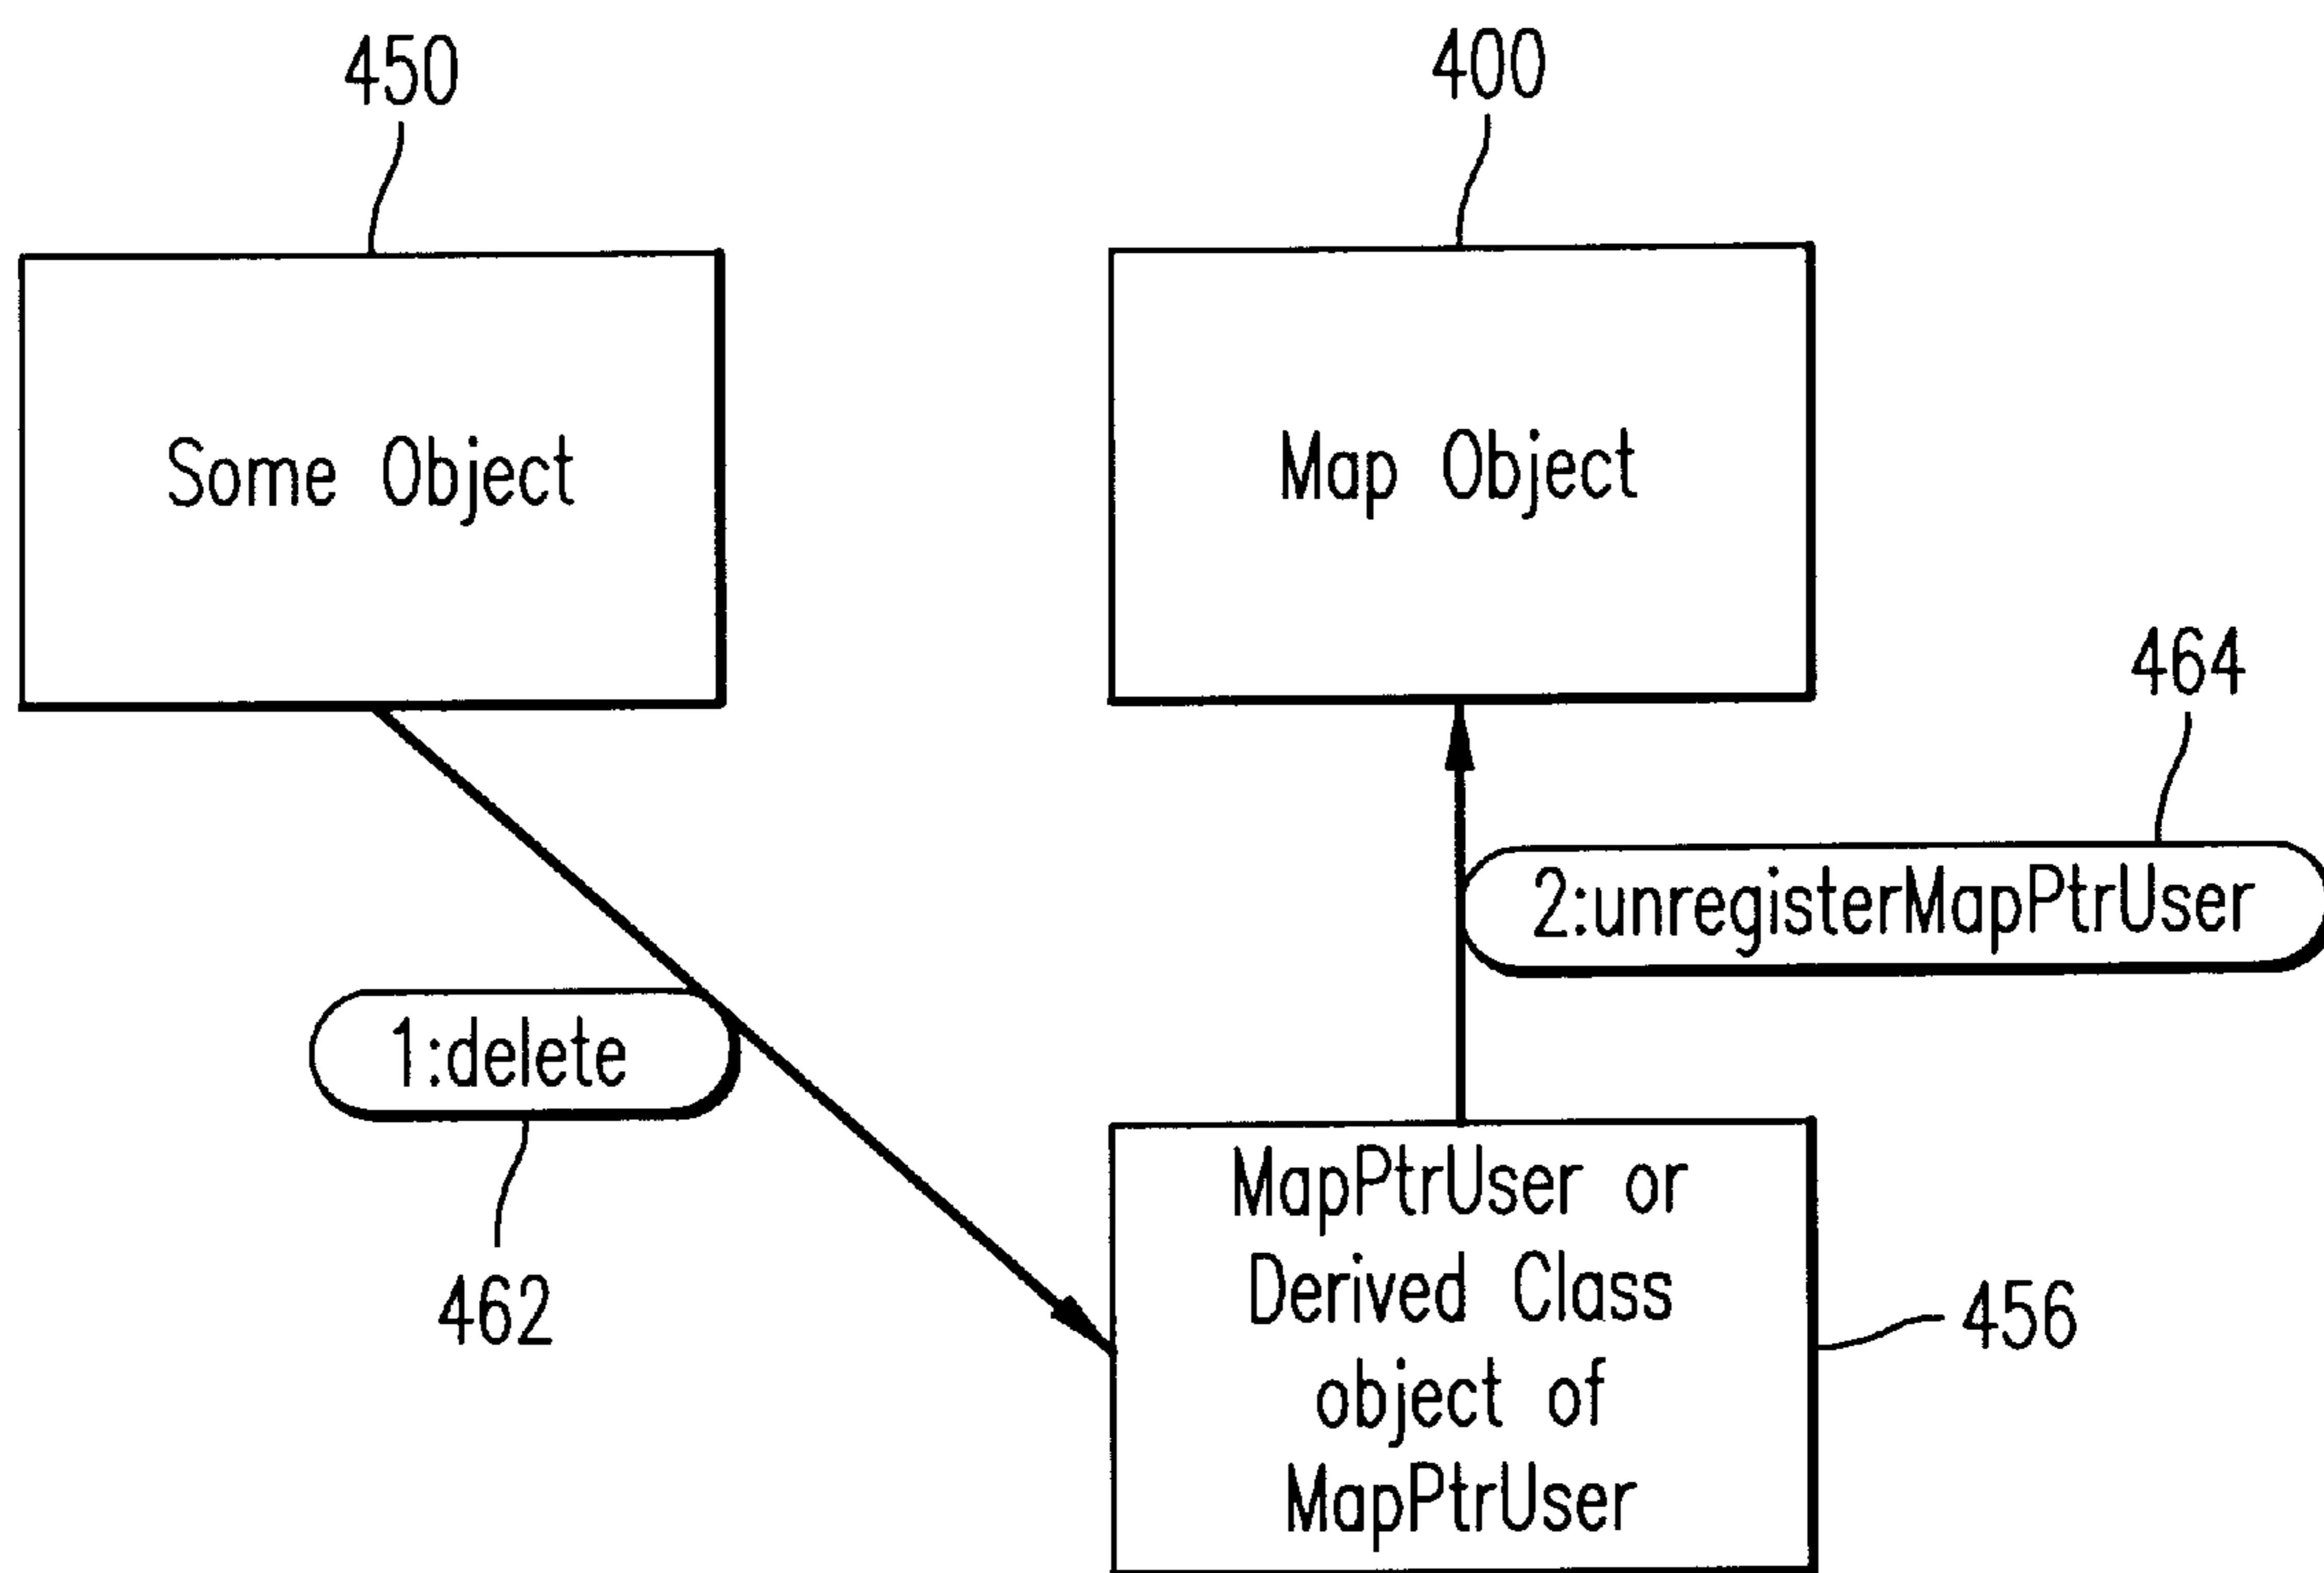 450
400
Some Object
Map Object
464
2:unregisterMapPtrUser
1:delete
462
MapPtrUser or
Derived Class
object of
MapPtrUser
456